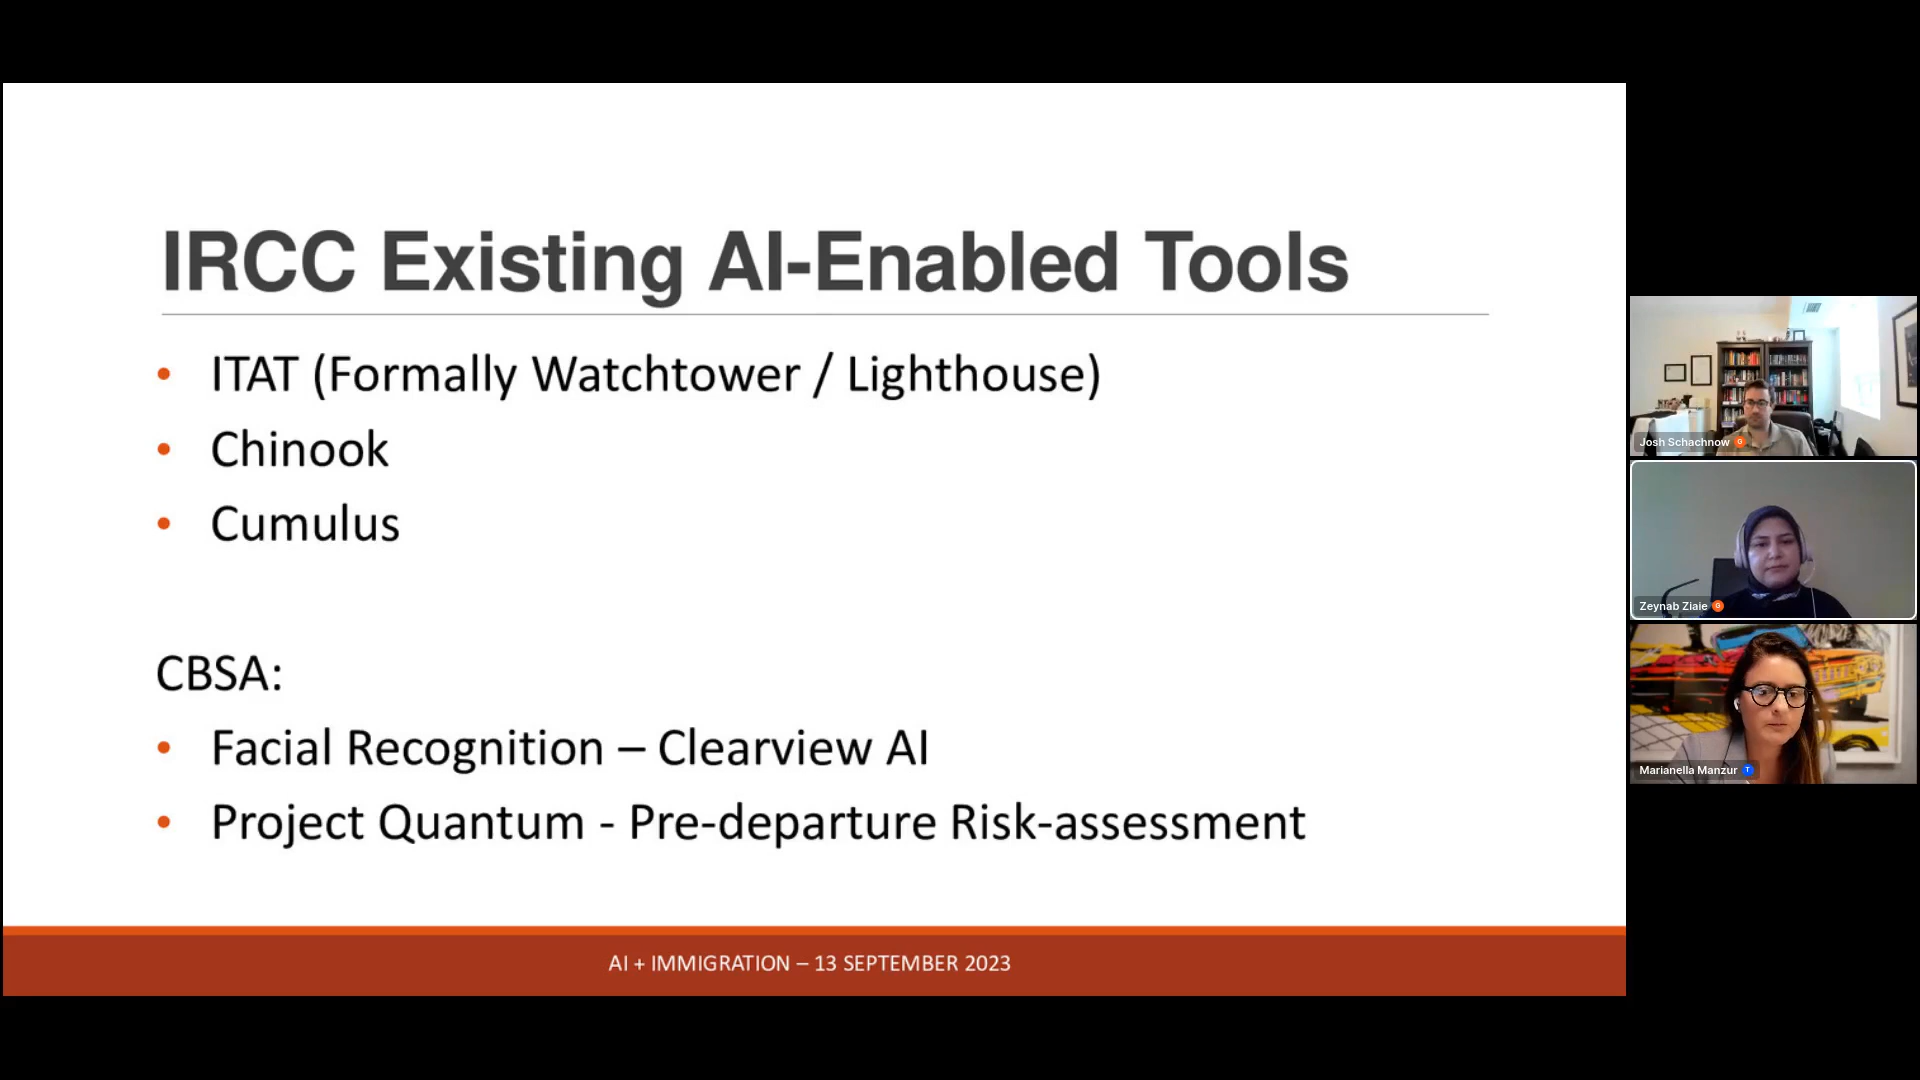 IRCC Existing AI-Enabled Tools
• ITAT (Formally Watchtower / Lighthouse)
• Chinook
• Cumulus
CBSA:
• Facial Recognition – Clearview AI
• Project Quantum - Pre-departure Risk-assessment
AI + IMMIGRATION – 13 SEPTEMBER 2023
Josh Schachnow G
Zeynab Ziaie G
Marianella Manzur T